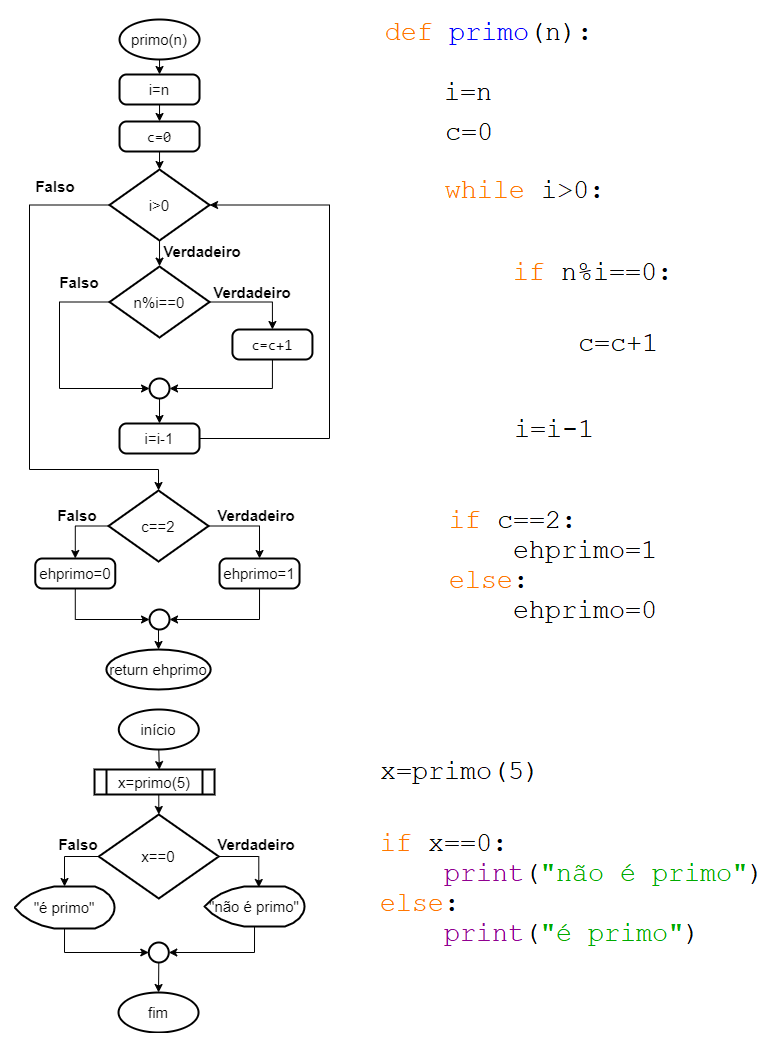 primo(n)
i=n
c=0
Falso
i>0
Verdadeiro
Falso
n%i==0
Verdadeiro
c=c+1
i=i-1
Falso
c==2
Verdadeiro
ehprimo=0
ehprimo=1
return ehprimo
início
x=primo(5)
Falso
x==0
Verdadeiro
"é primo"
"não é primo"
fim
def primo(n):
i=n
c=0
while i>0:
if n%i==0:
c=c+1
i=i-1
if c==2:
ehprimo=1
else:
ehprimo=0
x=primo(5)
if x==0:
print("não é primo")
else:
print("é primo")